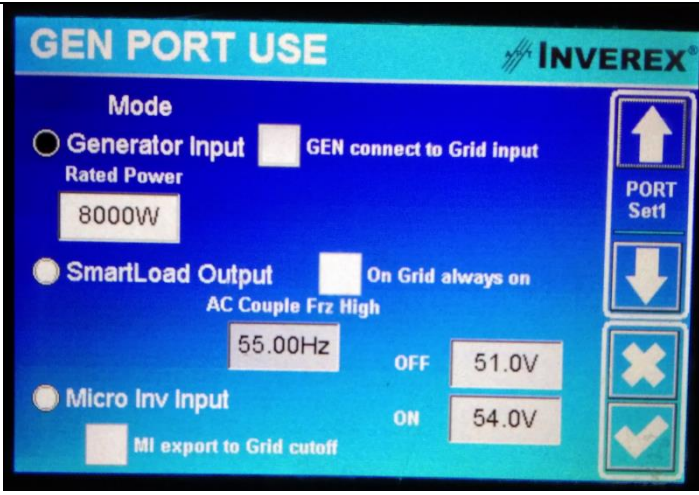 GEN PORT USE
INVEREX®
Mode
Generator Input
GEN connect to Grid input
Rated Power
8000W
PORT
Set1
SmartLoad Output
On Grid always on
AC Couple Frz High
55.00Hz
OFF
51.0V
Micro Inv Input
ON
54.0V
MI export to Grid cutoff